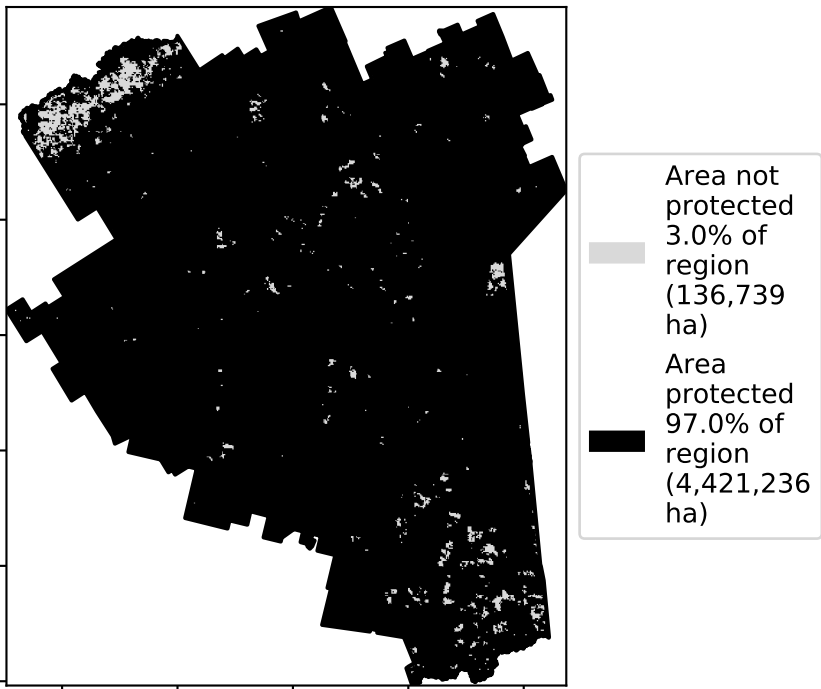 Area not
protected
3.0% of
region
(136,739
ha)
Area
protected
97.0% of
region
(4,421,236
ha)